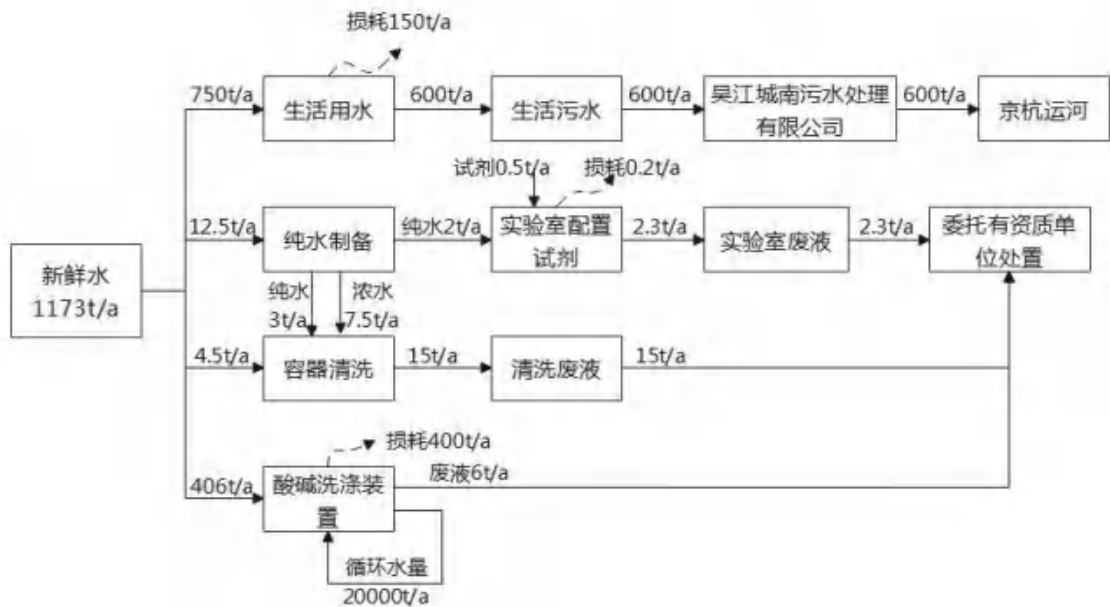 损耗150t/a
750t/a
生活用水
600t/a
生活污水
600t/a
吴江城南污水处理
有限公司
600t/a
京杭运河
试剂0.5t/a
损耗0.2t/a
12.5t/a
纯水制备
纯水2t/a
实验室配置
试剂
2.3t/a
实验室废液
2.3t/a
委托有资质单
位处置
新鲜水
1173t/a
纯水
3t/a
浓水
7.5t/a
4.5t/a
容器清洗
15t/a
清洗废液
15t/a
损耗400t/a
406t/a
酸碱洗涤装
置
废液6t/a
循环水量
20000t/a